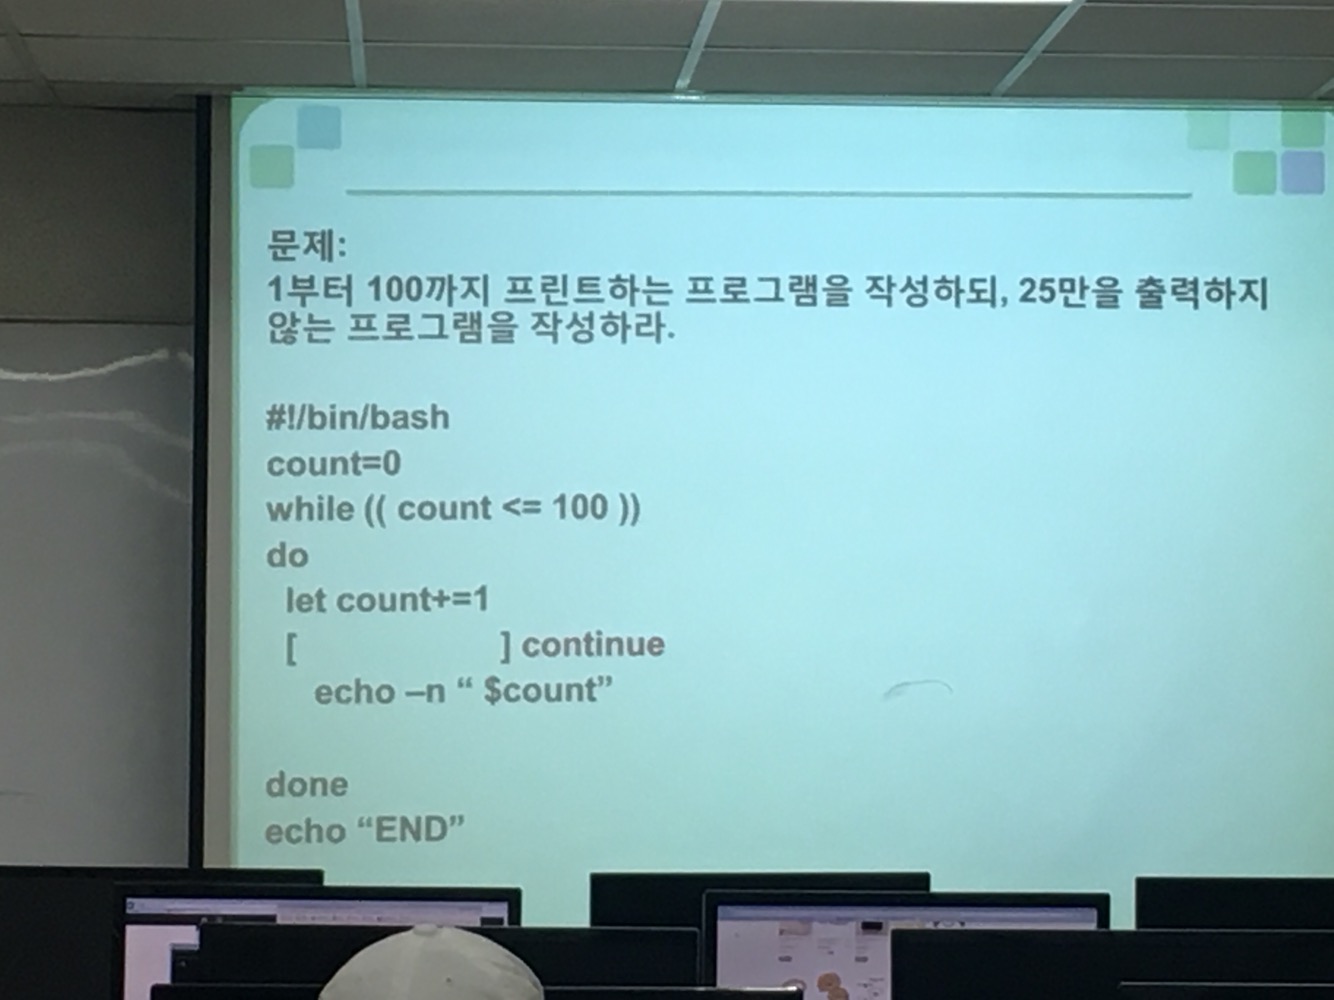 문제:
1부터 100까지 프린트하는 프로그램을 작성하되, 25만을 출력하지
않는 프로그램을 작성하라.
#!/bin/bash
count=0
while (( count <= 100 ))
do
let count+=1
[ ] continue
echo –n “ $count”
done
echo “END”